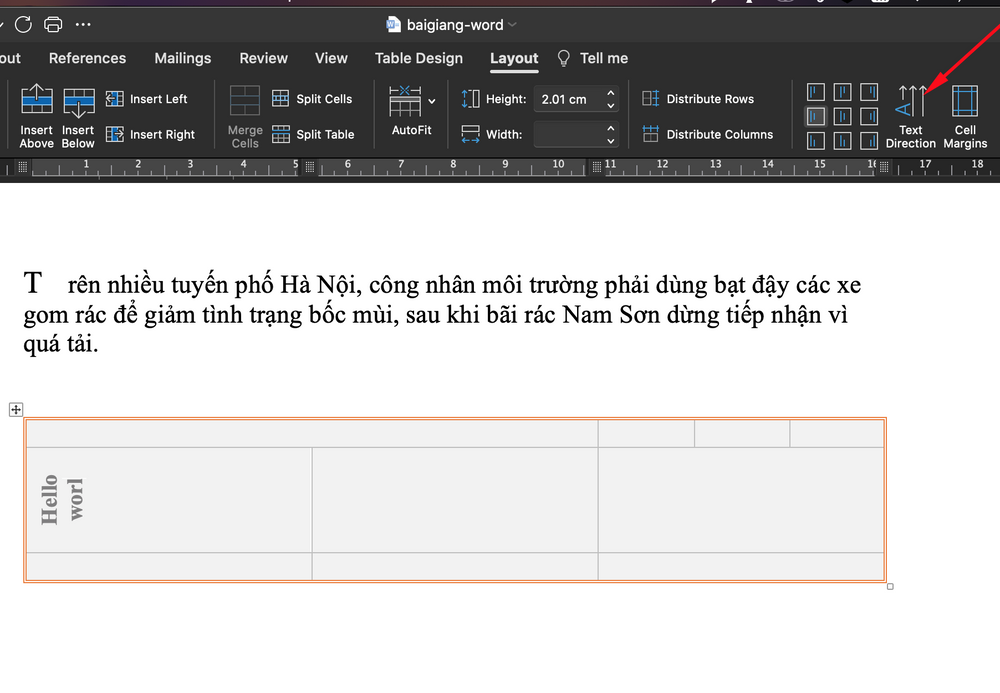 baigiang-word
out References Mailings Review View Table Design Layout Tell me
Insert Above
Insert Below
Insert Left
Insert Right
Merge Cells
Split Cells
Split Table
AutoFit
Height: 2.01 cm
Width:
Distribute Rows
Distribute Columns
Text Direction
Cell Margins
1 2 3 4 5 6 7 8 9 10 11 12 13 14 15 16 17 18
Trên nhiều tuyến phố Hà Nội, công nhân môi trường phải dùng bạt đậy các xe
gom rác để giảm tình trạng bốc mùi, sau khi bãi rác Nam Sơn dừng tiếp nhận vì
quá tải.
Hello
worl